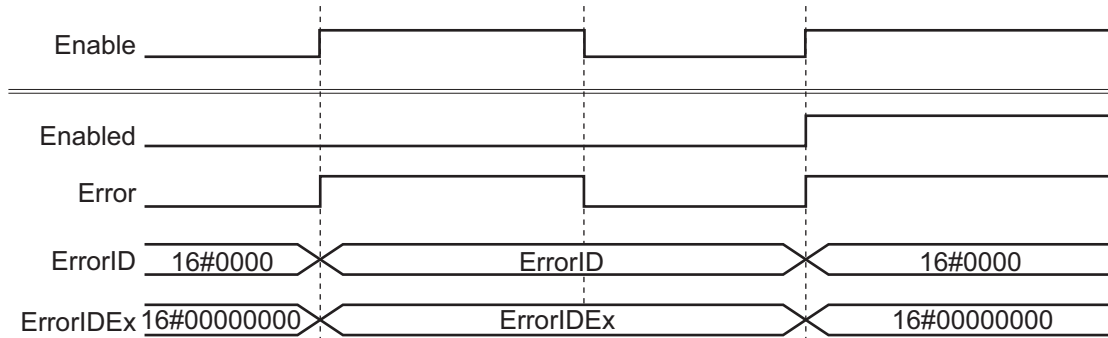 Enable
Enabled
Error
ErrorID 16#0000 ErrorID 16#0000
ErrorIDEx 16#00000000 ErrorIDEx 16#00000000